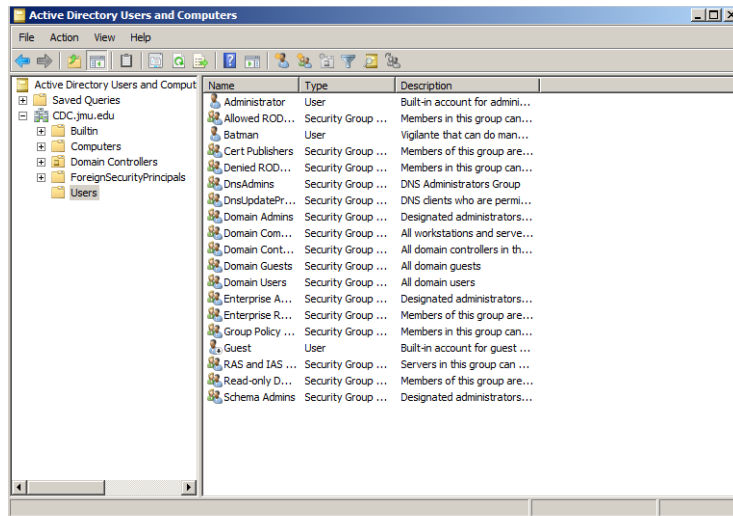 Active Directory Users and Computers
File Action View Help
Active Directory Users and Comput
Saved Queries
CDC.jmu.edu
Builtin
Computers
Domain Controllers
ForeignSecurityPrincipals
Users
Name Type Description
Administrator User Built-in account for admini...
Allowed ROD... Security Group ... Members in this group can...
Batman User Vigilante that can do man...
Cert Publishers Security Group ... Members of this group are...
Denied ROD... Security Group ... Members in this group can...
DnsAdmins Security Group ... DNS Administrators Group
DnsUpdatePr... Security Group ... DNS clients who are permi...
Domain Admins Security Group ... Designated administrators...
Domain Com... Security Group ... All workstations and serve...
Domain Cont... Security Group ... All domain controllers in th...
Domain Guests Security Group ... All domain guests
Domain Users Security Group ... All domain users
Enterprise A... Security Group ... Designated administrators...
Enterprise R... Security Group ... Members of this group are...
Group Policy ... Security Group ... Members in this group can...
Guest User Built-in account for guest ...
RAS and IAS ... Security Group ... Servers in this group can ...
Read-only D... Security Group ... Members of this group are...
Schema Admins Security Group ... Designated administrators...